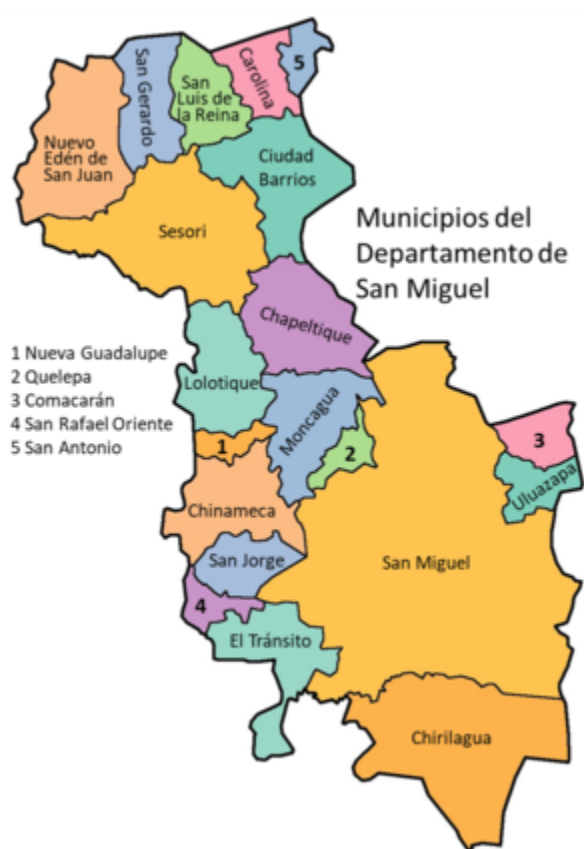 Carolina
5
San Gerardo
San
Luis de
la Reina
Nuevo
Edén de
San Juan
Ciudad
Barrios
Sesori
Municipios del
Departamento de
San Miguel
Chapeltique
1 Nueva Guadalupe
2 Quelepa
3 Comacarán
4 San Rafael Oriente
5 San Antonio
Lolotique
Moncagua
1
2
3
Uluazapa
Chinameca
San Jorge
San Miguel
4
El Tránsito
Chirilagua